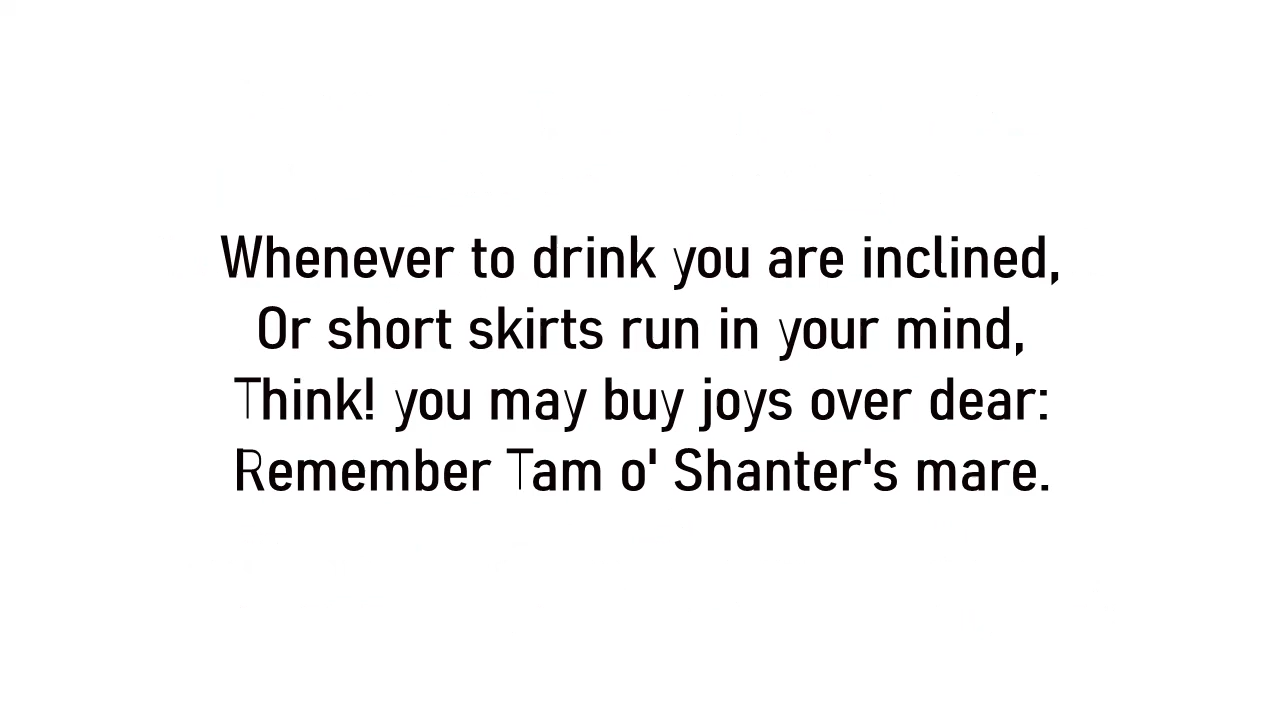 Whenever to drink you are inclined,
Or short skirts run in your mind,
Think! you may buy joys over dear:
Remember Tam o' Shanter's mare.